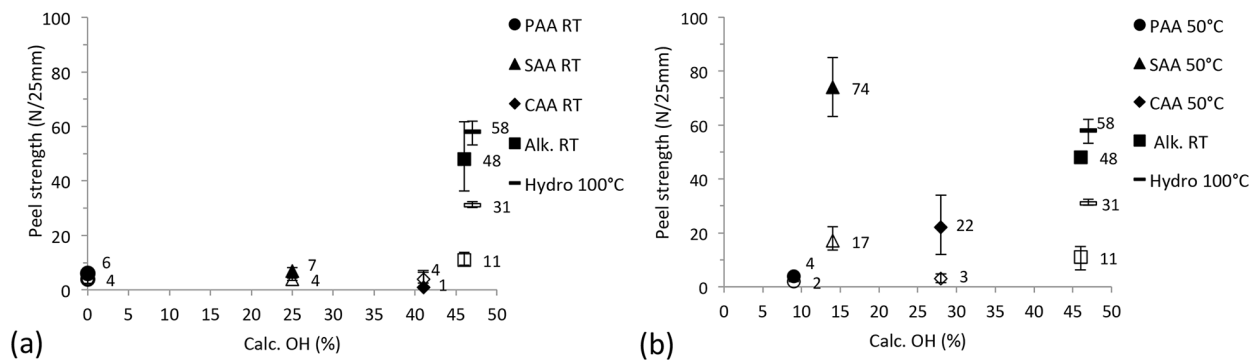 100
80
60
40
20
0
Peel strength (N/25mm)
0 5 10 15 20 25 30 35 40 45 50
Calc. OH (%)
6
4
7
4
4
1
58
48
31
11
PAA RT
SAA RT
CAA RT
Alk. RT
Hydro 100°C
(a)
100
80
60
40
20
0
Peel strength (N/25mm)
0 5 10 15 20 25 30 35 40 45 50
Calc. OH (%)
4
2
74
17
22
3
58
48
31
11
PAA 50°C
SAA 50°C
CAA 50°C
Alk. RT
Hydro 100°C
(b)